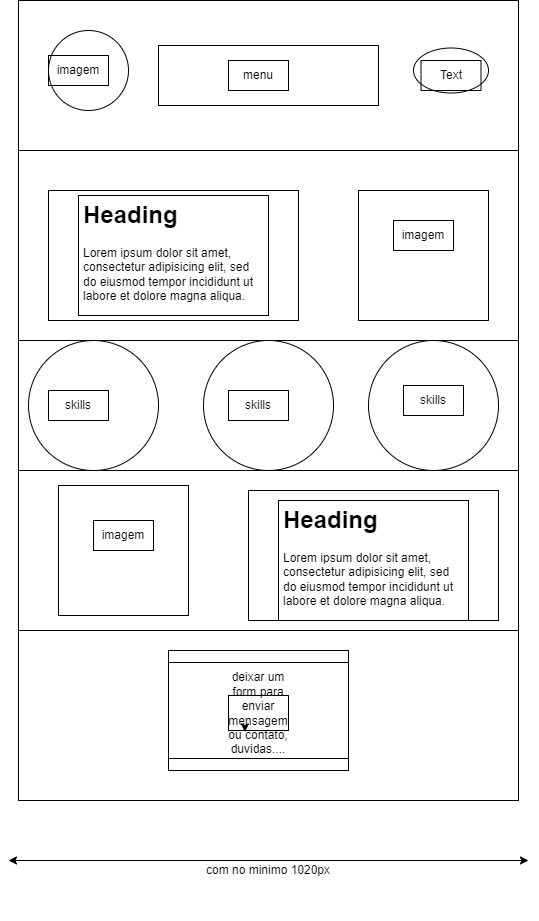 imagem
menu
Text
Heading
Lorem ipsum dolor sit amet,
consectetur adipisicing elit, sed
do eiusmod tempor incididunt ut
labore et dolore magna aliqua.
imagem
skills
skills
skills
imagem
Heading
Lorem ipsum dolor sit amet,
consectetur adipisicing elit, sed
do eiusmod tempor incididunt ut
labore et dolore magna aliqua.
deixar um
form para
enviar
mensagem
ou contato,
duvidas....
com no minimo 1020px